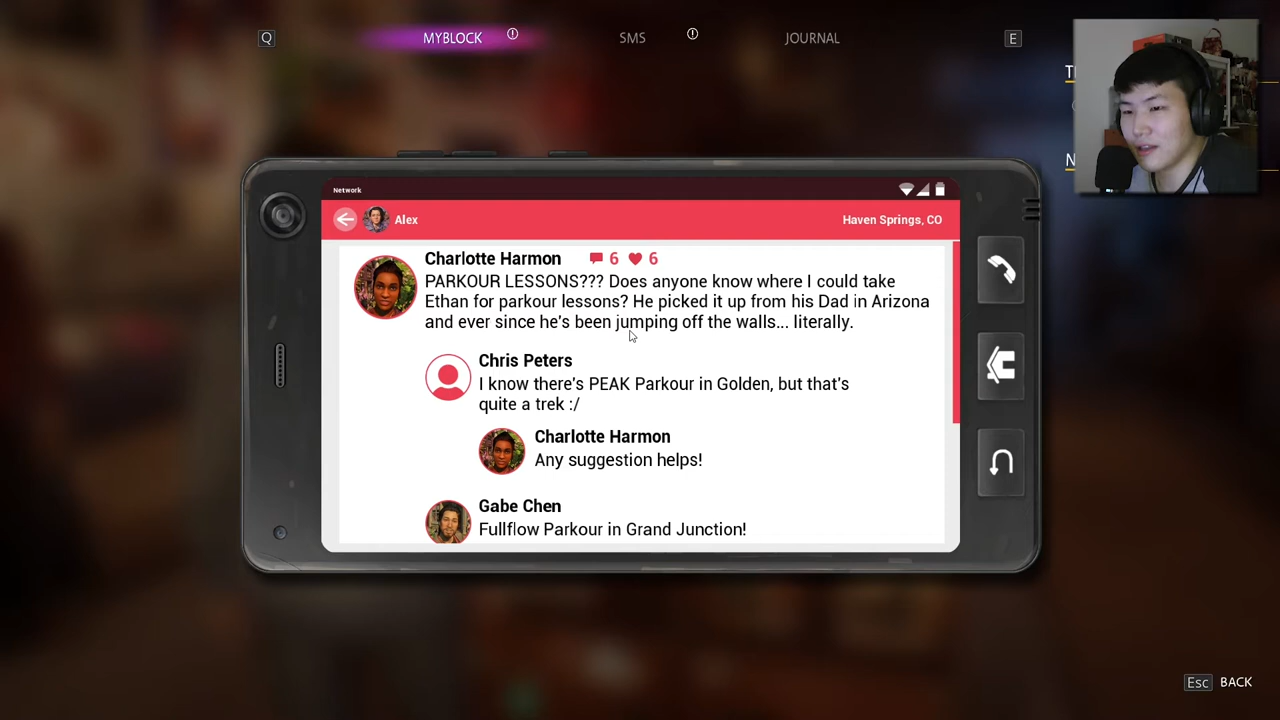 Q
MYBLOCK
SMS
JOURNAL
E
Network
Alex
Haven Springs, CO
Charlotte Harmon 6 6
PARKOUR LESSONS??? Does anyone know where I could take
Ethan for parkour lessons? He picked it up from his Dad in Arizona
and ever since he's been jumping off the walls... literally.
Chris Peters
I know there's PEAK Parkour in Golden, but that's
quite a trek :/
Charlotte Harmon
Any suggestion helps!
Gabe Chen
Fullflow Parkour in Grand Junction!
Esc BACK